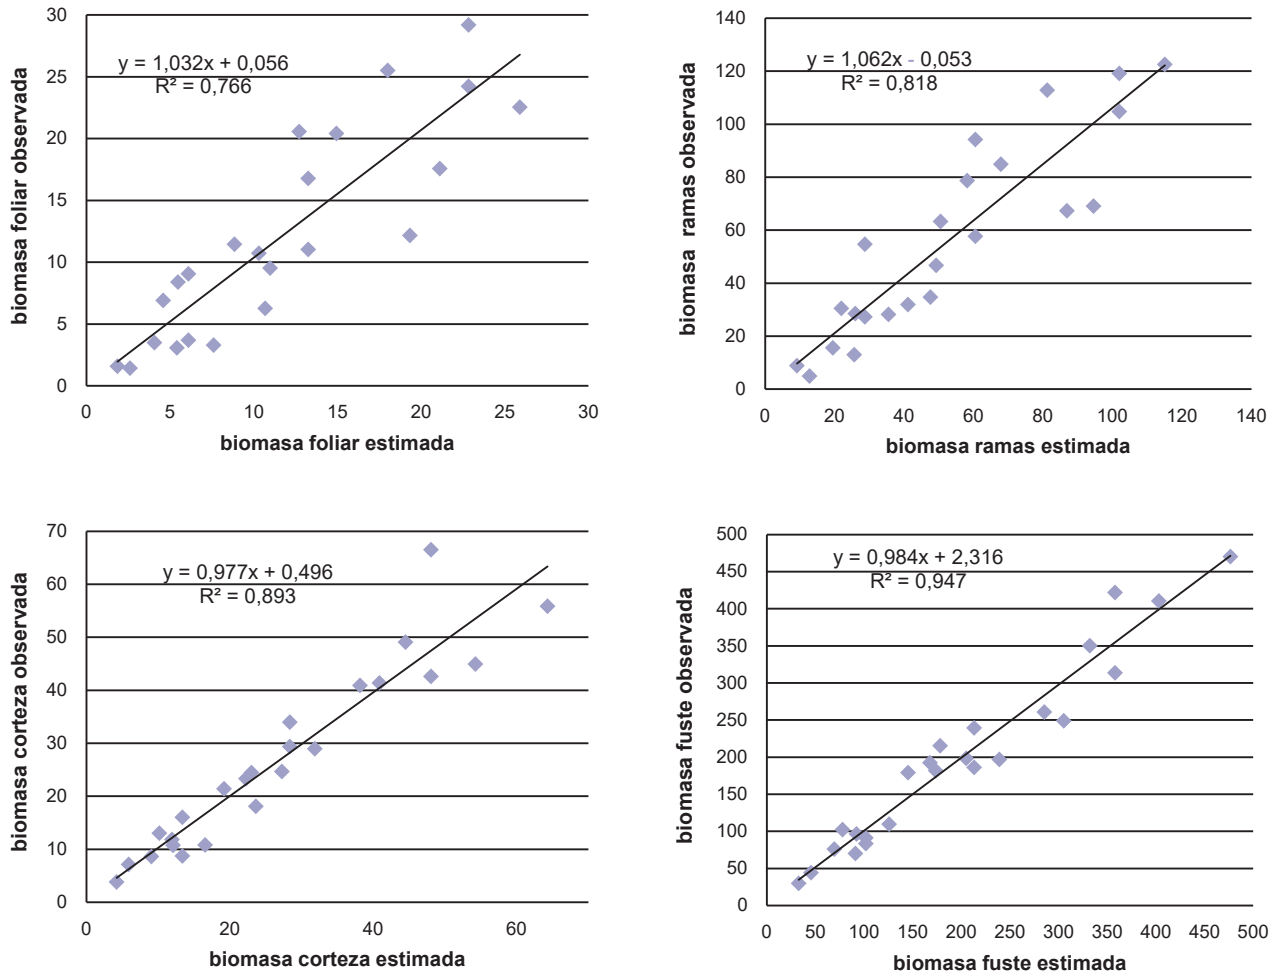 30
25
20
15
10
5
0
biomasa foliar observada
y = 1,032x + 0,056
R² = 0,766
0 5 10 15 20 25 30
biomasa foliar estimada
140
120
100
80
60
40
20
0
biomasa ramas observada
y = 1,062x - 0,053
R² = 0,818
0 20 40 60 80 100 120 140
biomasa ramas estimada
70
60
50
40
30
20
10
0
biomasa corteza observada
y = 0,977x + 0,496
R² = 0,893
0 20 40 60
biomasa corteza estimada
500
450
400
350
300
250
200
150
100
50
0
biomasa fuste observada
y = 0,984x + 2,316
R² = 0,947
0 50 100 150 200 250 300 350 400 450 500
biomasa fuste estimada